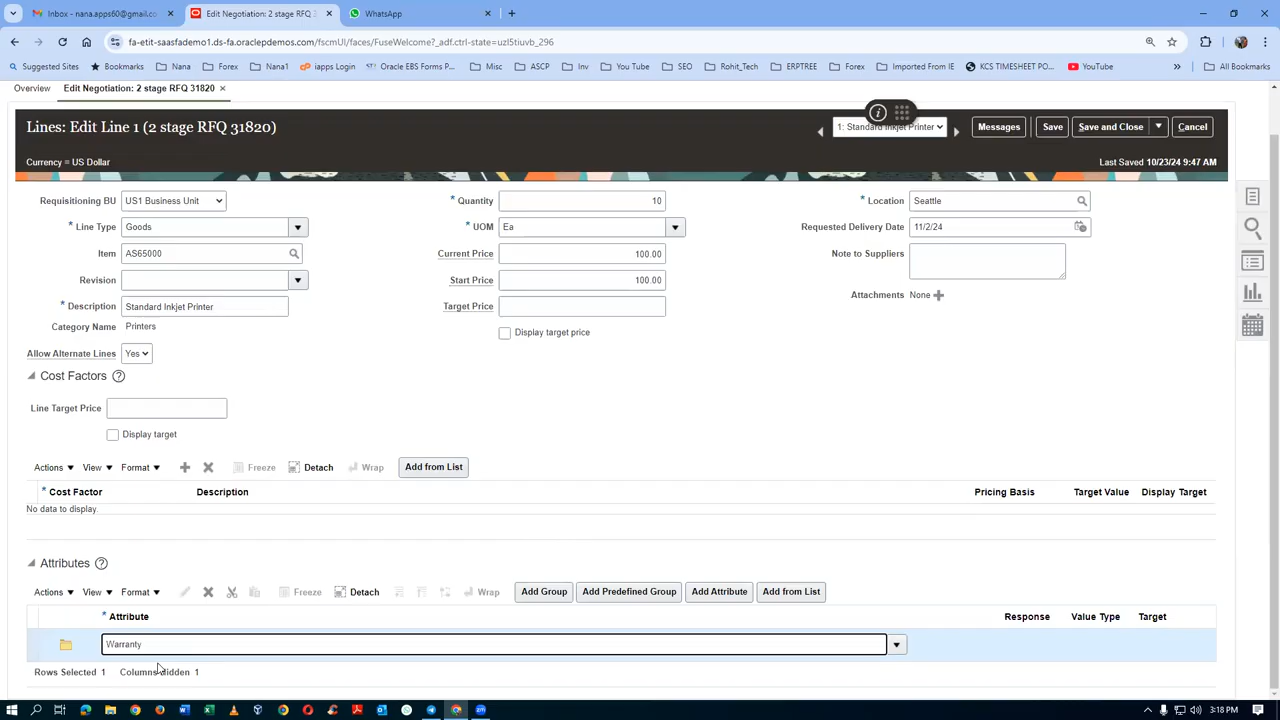 Inbox - nana.apps60@gmail.co
Edit Negotiation: 2 stage RFQ 3
WhatsApp
fa-etit-saasfademo1.ds-fa.oraclepdemos.com/fscmUI/faces/FuseWelcome?_adf.ctrl-state=uzl5tiuvb_296
Suggested Sites
Bookmarks
Nana
Forex
Nana1
iapps Login
Oracle EBS Forms P...
Misc
ASCP
Inv
You Tube
SEO
Rohit_Tech
ERPTREE
Forex
Imported From IE
KCS TIMESHEET PO...
YouTube
»
All Bookmarks
Overview
Edit Negotiation: 2 stage RFQ 31820
Lines: Edit Line 1 (2 stage RFQ 31820)
1: Standard Inkjet Printer
Messages
Save
Save and Close
Cancel
Currency = US Dollar
Last Saved 10/23/24 9:47 AM
Requisitioning BU US1 Business Unit
* Quantity 10
* Location Seattle
* Line Type Goods
* UOM Ea
Requested Delivery Date 11/2/24
Item AS65000
Current Price 100.00
Note to Suppliers
Revision
Start Price 100.00
Attachments None
* Description Standard Inkjet Printer
Target Price
Category Name Printers
Display target price
Allow Alternate Lines Yes
Cost Factors
Line Target Price
Display target
Actions View Format Freeze Detach Wrap Add from List
* Cost Factor Description Pricing Basis Target Value Display Target
No data to display.
Attributes
Actions View Format Freeze Detach Wrap Add Group Add Predefined Group Add Attribute Add from List
* Attribute Response Value Type Target
Warranty
Rows Selected 1 Columns Hidden 1
3:18 PM